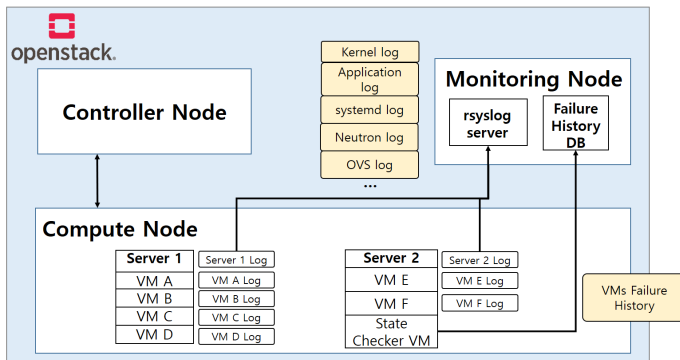 openstack.
Controller Node
Kernel log
Application
log
systemd log
Neutron log
OVS log
...
Monitoring Node
rsyslog
server
Failure
History
DB
Compute Node
Server 1
VM A
VM B
VM C
VM D
Server 1 Log
VM A Log
VM B Log
VM C Log
VM D Log
Server 2
VM E
VM F
State
Checker VM
Server 2 Log
VM E Log
VM F Log
VMs Failure
History